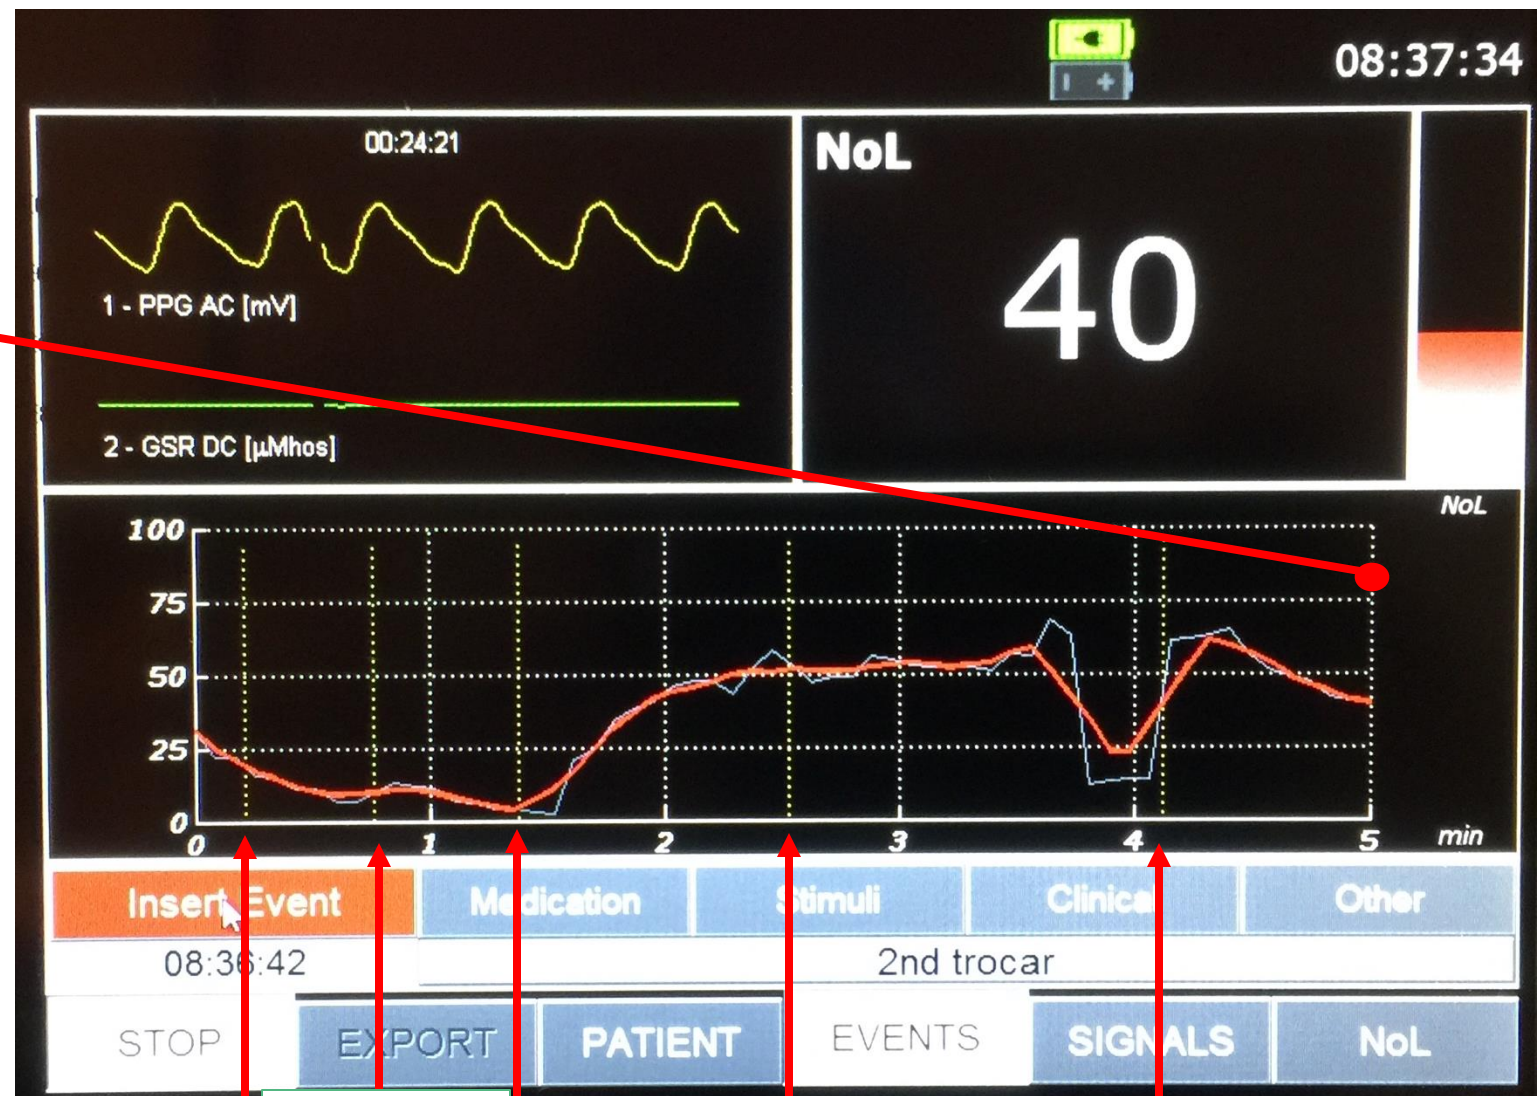 08:37:34
00:24:21
1 - PPG AC [mV]
2 - GSR DC [µMhos]
NoL
40
NoL
100
75
50
25
0
0 1 2 3 4 5 min
Insert Event Medication Stimuli Clinical Other
08:36:42 2nd trocar
STOP EXPORT PATIENT EVENTS SIGNALS NoL